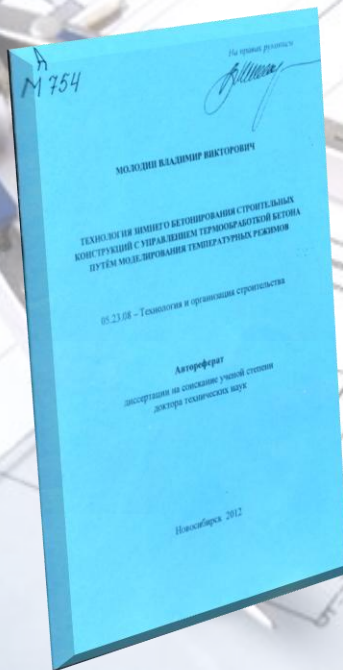 А
М 754
На правах рукописи
МОЛОДИН ВЛАДИМИР ВИКТОРОВИЧ
ТЕХНОЛОГИЯ ЗИМНЕГО БЕТОНИРОВАНИЯ СТРОИТЕЛЬНЫХ
КОНСТРУКЦИЙ С УПРАВЛЕНИЕМ ТЕРМООБРАБОТКОЙ БЕТОНА
ПУТЁМ МОДЕЛИРОВАНИЯ ТЕМПЕРАТУРНЫХ РЕЖИМОВ
05.23.08 – Технология и организация строительства
Автореферат
диссертации на соискание ученой степени
доктора технических наук
Новосибирск 2012